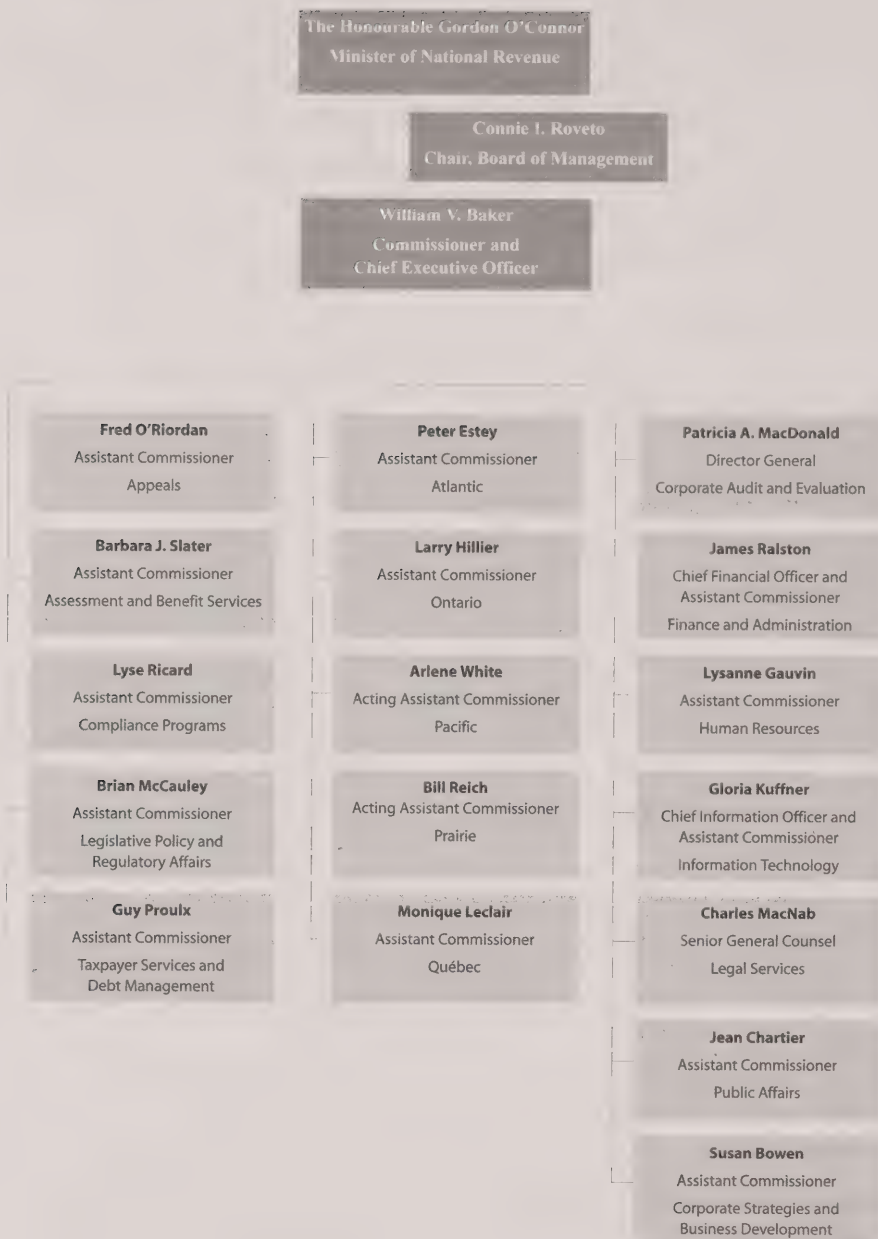 The Honourable Gordon O'Connor
Minister of National Revenue
Connie I. Roveto
Chair, Board of Management
William V. Baker
Commissioner and
Chief Executive Officer
Fred O'Riordan
Assistant Commissioner
Appeals
Barbara J. Slater
Assistant Commissioner
Assessment and Benefit Services
Lyse Ricard
Assistant Commissioner
Compliance Programs
Brian McCauley
Assistant Commissioner
Legislative Policy and
Regulatory Affairs
Guy Proulx
Assistant Commissioner
Taxpayer Services and
Debt Management
Peter Estey
Assistant Commissioner
Atlantic
Larry Hillier
Assistant Commissioner
Ontario
Arlene White
Acting Assistant Commissioner
Pacific
Bill Reich
Acting Assistant Commissioner
Prairie
Monique Leclair
Assistant Commissioner
Québec
Patricia A. MacDonald
Director General
Corporate Audit and Evaluation
James Ralston
Chief Financial Officer and
Assistant Commissioner
Finance and Administration
Lysanne Gauvin
Assistant Commissioner
Human Resources
Gloria Kuffner
Chief Information Officer and
Assistant Commissioner
Information Technology
Charles MacNab
Senior General Counsel
Legal Services
Jean Chartier
Assistant Commissioner
Public Affairs
Susan Bowen
Assistant Commissioner
Corporate Strategies and
Business Development